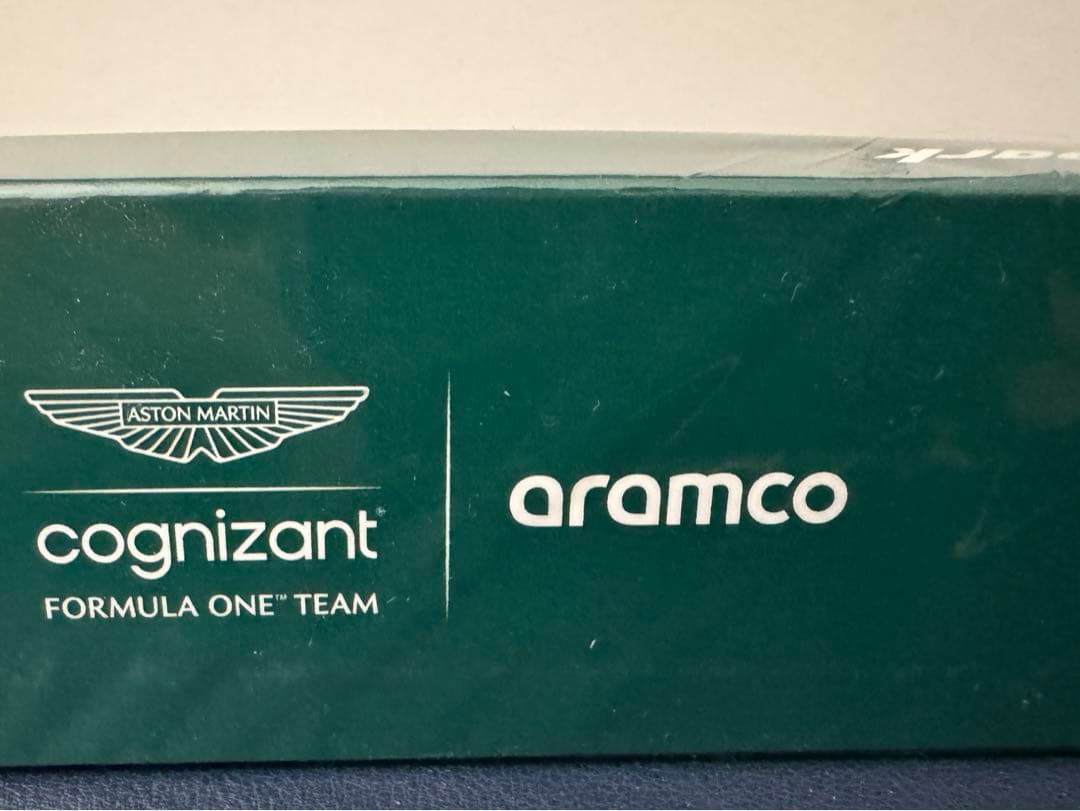 ASTON MARTIN
cognizant
FORMULA ONE™ TEAM
aramco